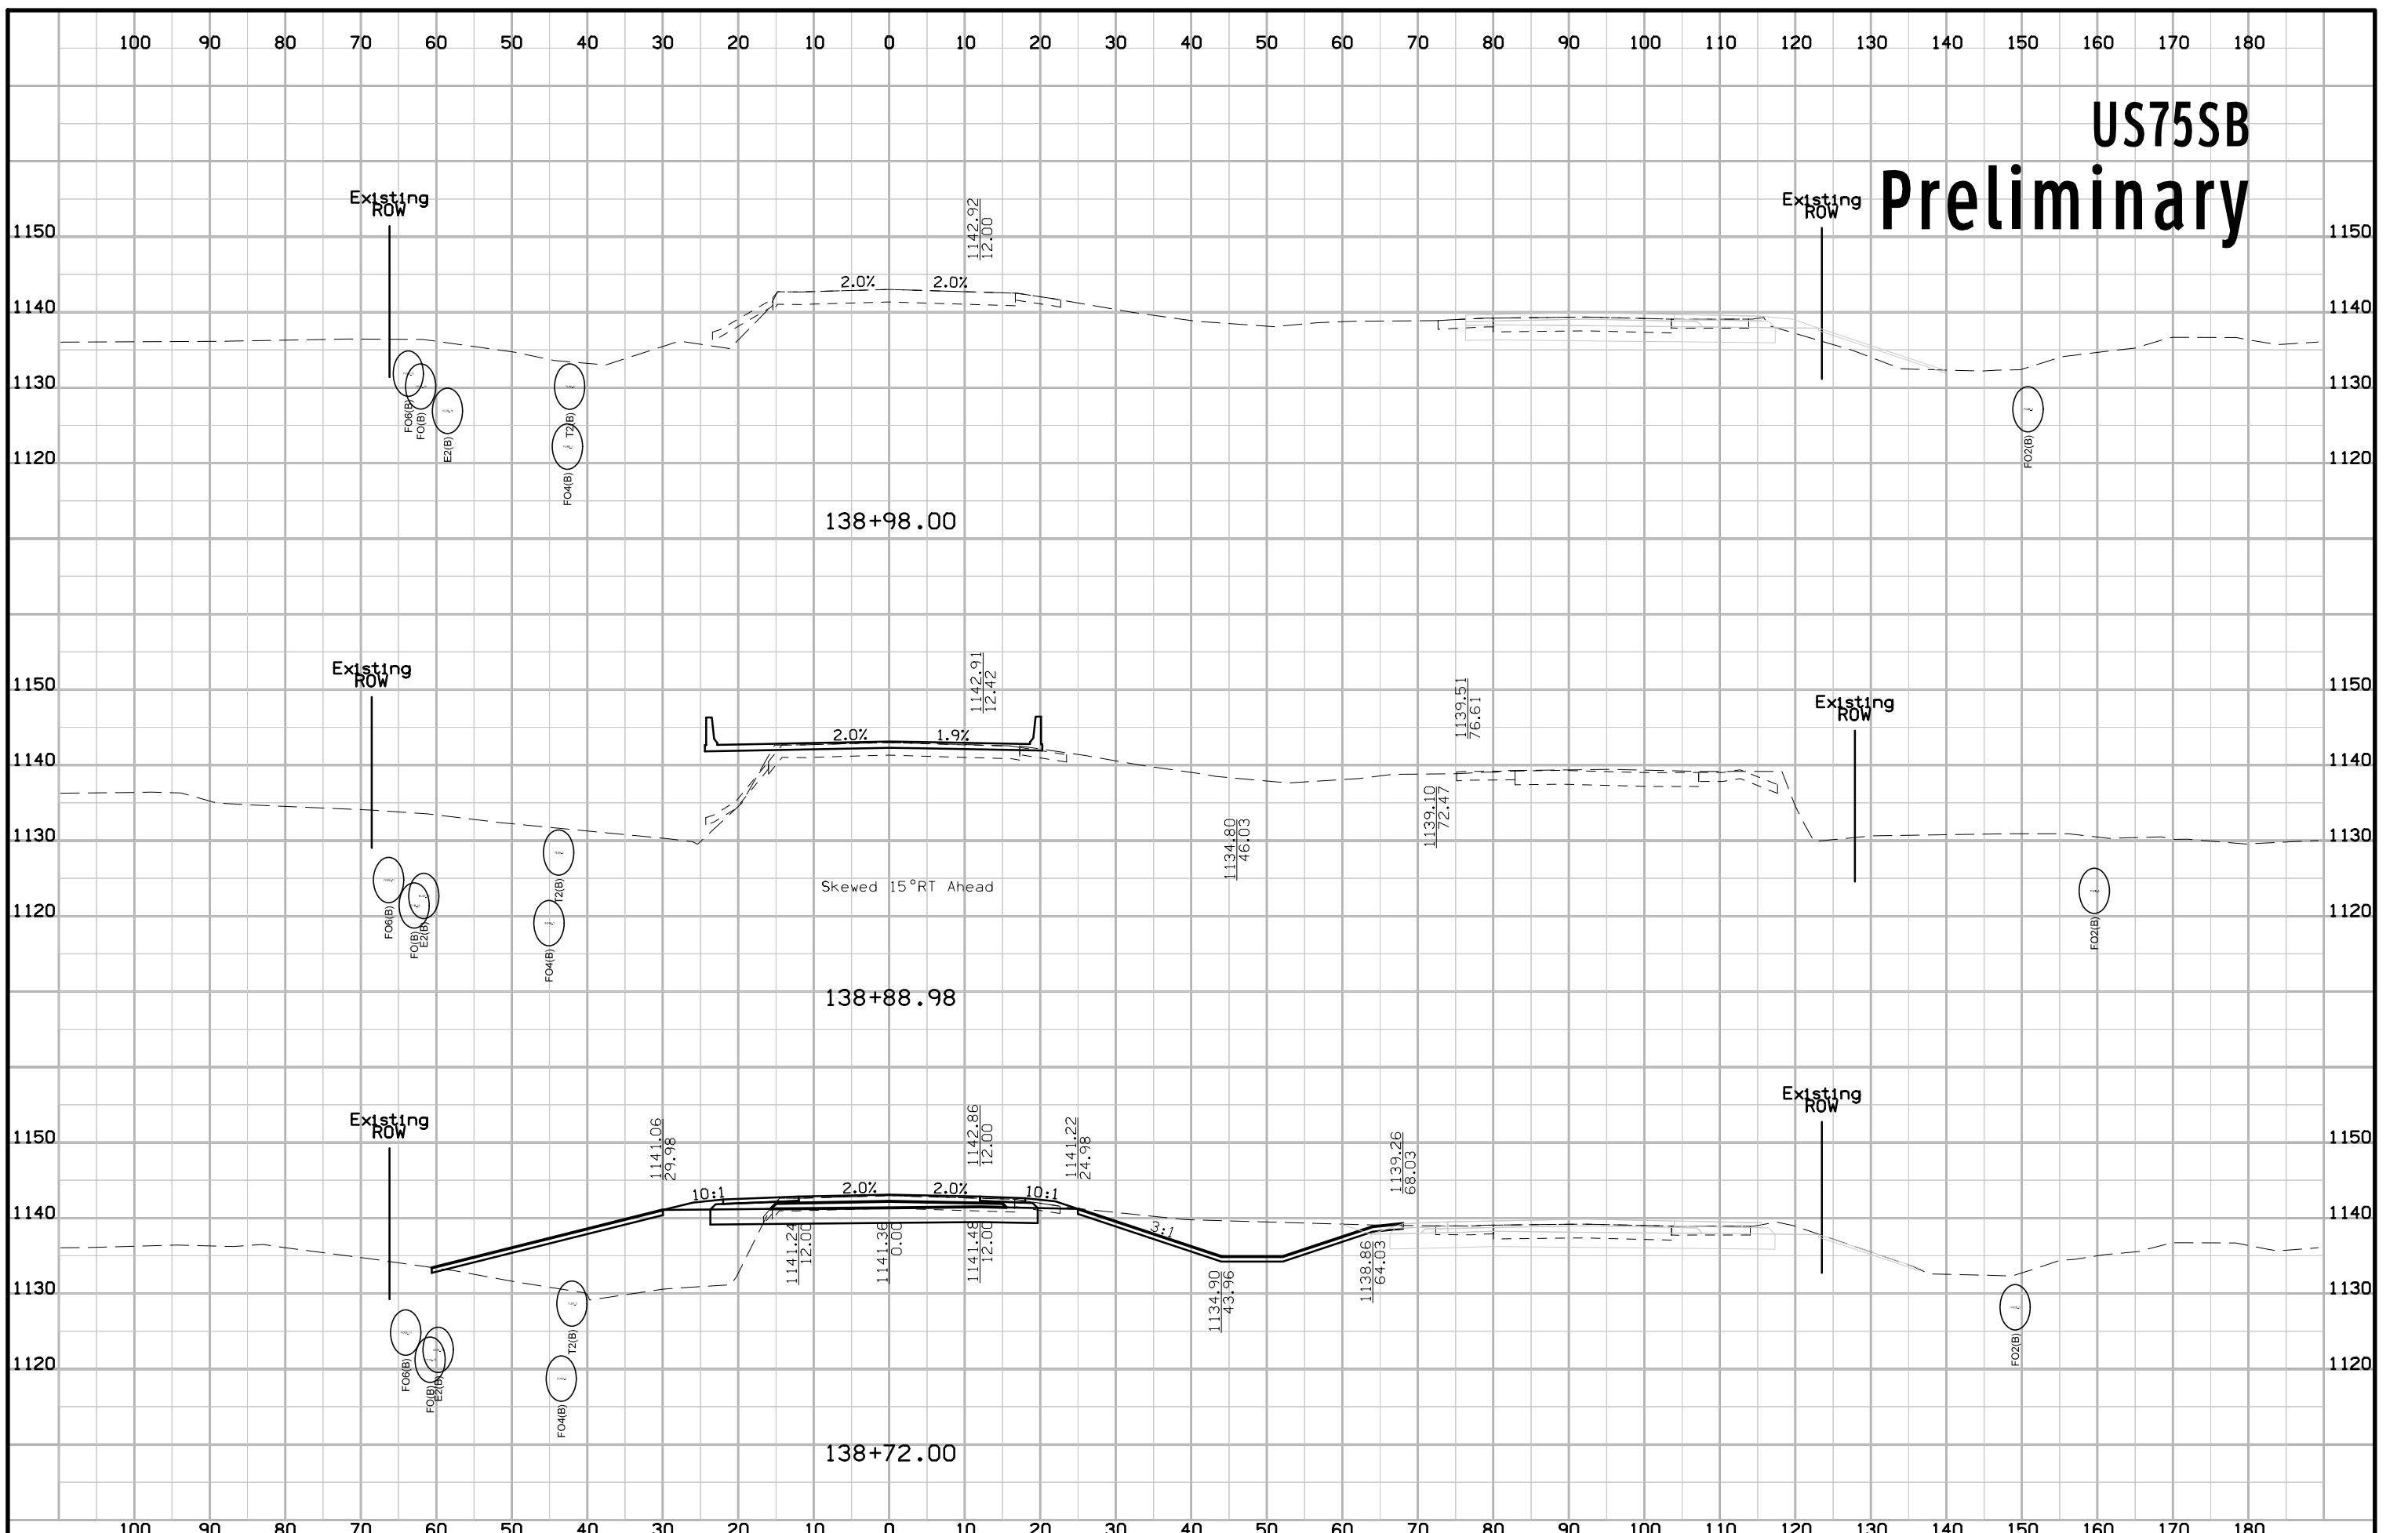 100 90 80 70 60 50 40 30 20 10 0 10 20 30 40 50 60 70 80 90 100 110 120 130 140 150 160 170 180
US75SB
Preliminary
Existing
ROW
Existing
ROW
1142.92
12.00
1150 1150
2.0% 2.0%
1140 1140
1130 1130
FO6(B)
FO(B)
E2(B)
T2(B)
FO4(B)
FO2(B)
1120 1120
138+98.00
Existing
ROW
Existing
ROW
1142.91
12.42
1139.51
76.61
1150 1150
2.0% 1.9%
1140 1140
1139.10
72.47
1134.80
46.03
1130 1130
Skewed 15°RT Ahead
FO6(B)
FO(B)
E2(B)
T2(B)
FO4(B)
FO2(B)
1120 1120
138+88.98
Existing
ROW
Existing
ROW
1141.06
29.98
1142.86
12.00
1141.22
24.98
1139.26
68.03
1150 1150
10:1 2.0% 2.0% 10:1
3:1
1140 1140
1141.24
12.00
1141.36
0.00
1141.48
12.00
1134.90
43.96
1138.86
64.03
1130 1130
FO6(B)
FO(B)
E2(B)
T2(B)
FO4(B)
FO2(B)
1120 1120
138+72.00
100 90 80 70 60 50 40 30 20 10 0 10 20 30 40 50 60 70 80 90 100 110 120 130 140 150 160 170 180